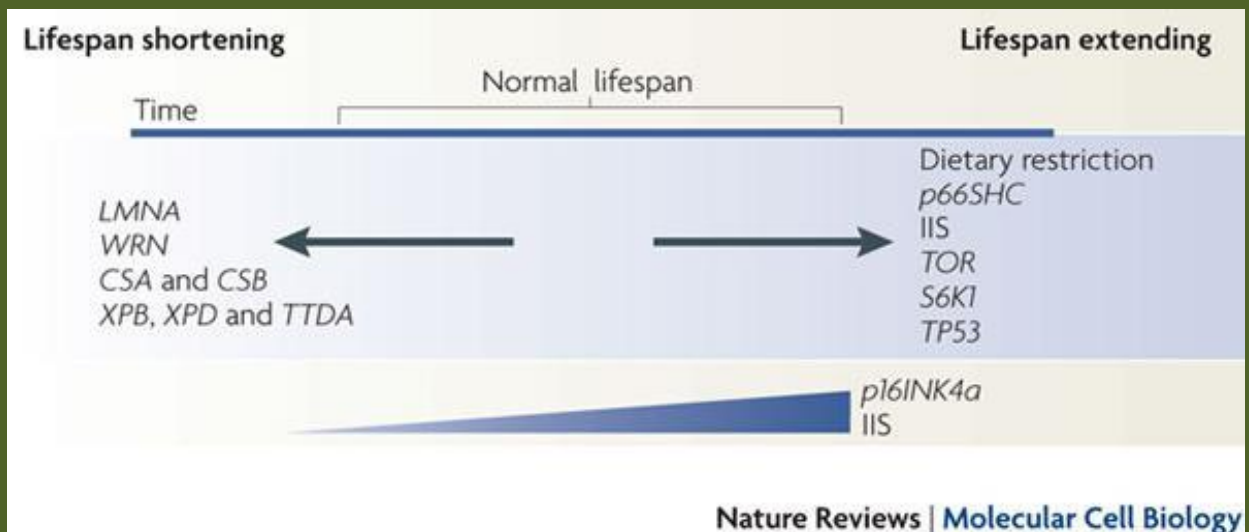 Lifespan shortening
Lifespan extending
Normal lifespan
Time
LMNA
WRN
CSA and CSB
XPB, XPD and TTDA
Dietary restriction
p66SHC
IIS
TOR
S6K1
TP53
p16INK4a
IIS
Nature Reviews | Molecular Cell Biology